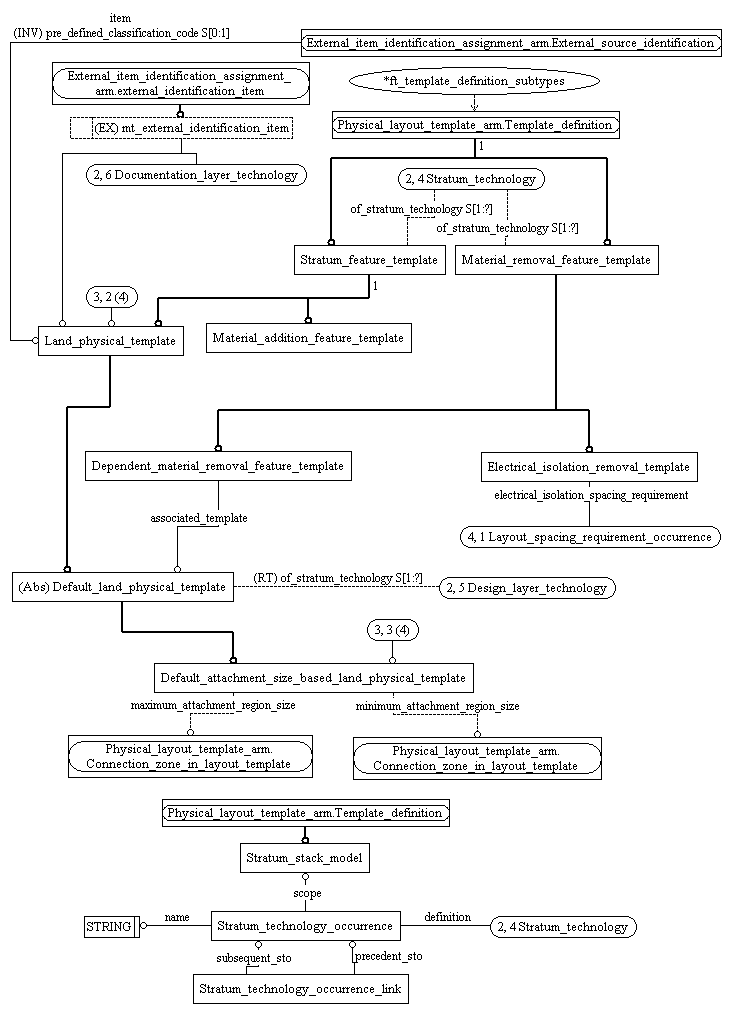 item
(INV) pre_defined_classification_code S[0:1]
External_item_identification_assignment_arm.External_source_identification
External_item_identification_assignment_
arm.external_identification_item
*ft_template_definition_subtypes
(EX) mt_external_identification_item
Physical_layout_template_arm.Template_definition
1
2, 6 Documentation_layer_technology
2, 4 Stratum_technology
of_stratum_technology S[1:?]
of_stratum_technology S[1:?]
Stratum_feature_template
Material_removal_feature_template
1
3, 2 (4)
Land_physical_template
Material_addition_feature_template
Dependent_material_removal_feature_template
Electrical_isolation_removal_template
electrical_isolation_spacing_requirement
associated_template
4, 1 Layout_spacing_requirement_occurrence
(Abs) Default_land_physical_template
(RT) of_stratum_technology S[1:?]
2, 5 Design_layer_technology
3, 3 (4)
Default_attachment_size_based_land_physical_template
maximum_attachment_region_size
minimum_attachment_region_size
Physical_layout_template_arm.
Connection_zone_in_layout_template
Physical_layout_template_arm.
Connection_zone_in_layout_template
Physical_layout_template_arm.Template_definition
Stratum_stack_model
scope
STRING
name
Stratum_technology_occurrence
definition
2, 4 Stratum_technology
subsequent_sto
precedent_sto
Stratum_technology_occurrence_link